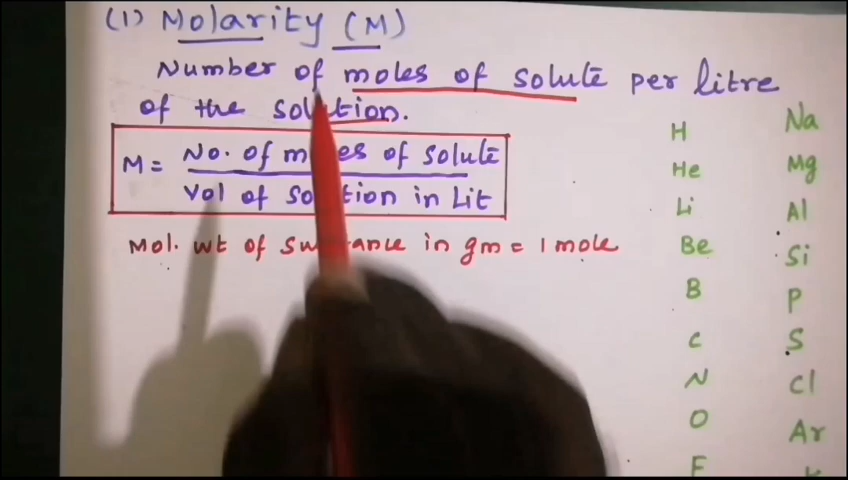 (1) Molarity (M)
Number of moles of solute per litre
of the solution.
M = No. of moles of solute
Vol of solution in Lit
Mol. wt of substance in gm = 1 mole
H
He
Li
Be
B
C
N
O
F
Na
Mg
Al
Si
P
S
Cl
Ar